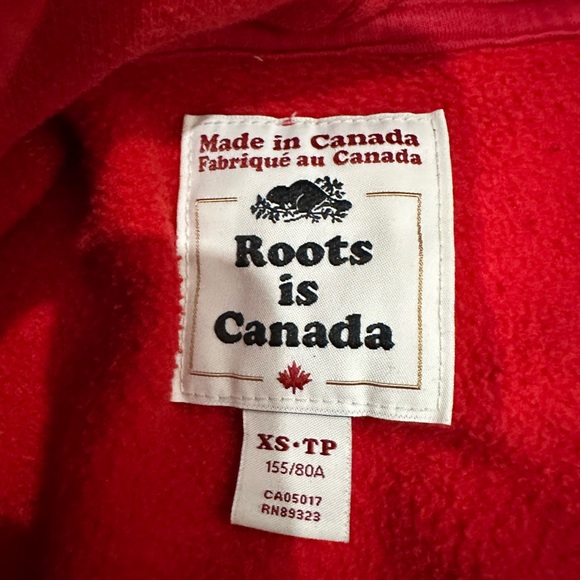 Made in Canada
Fabriqué au Canada
Roots
is
Canada
XS•TP
155/80A
CA05017
RN89323